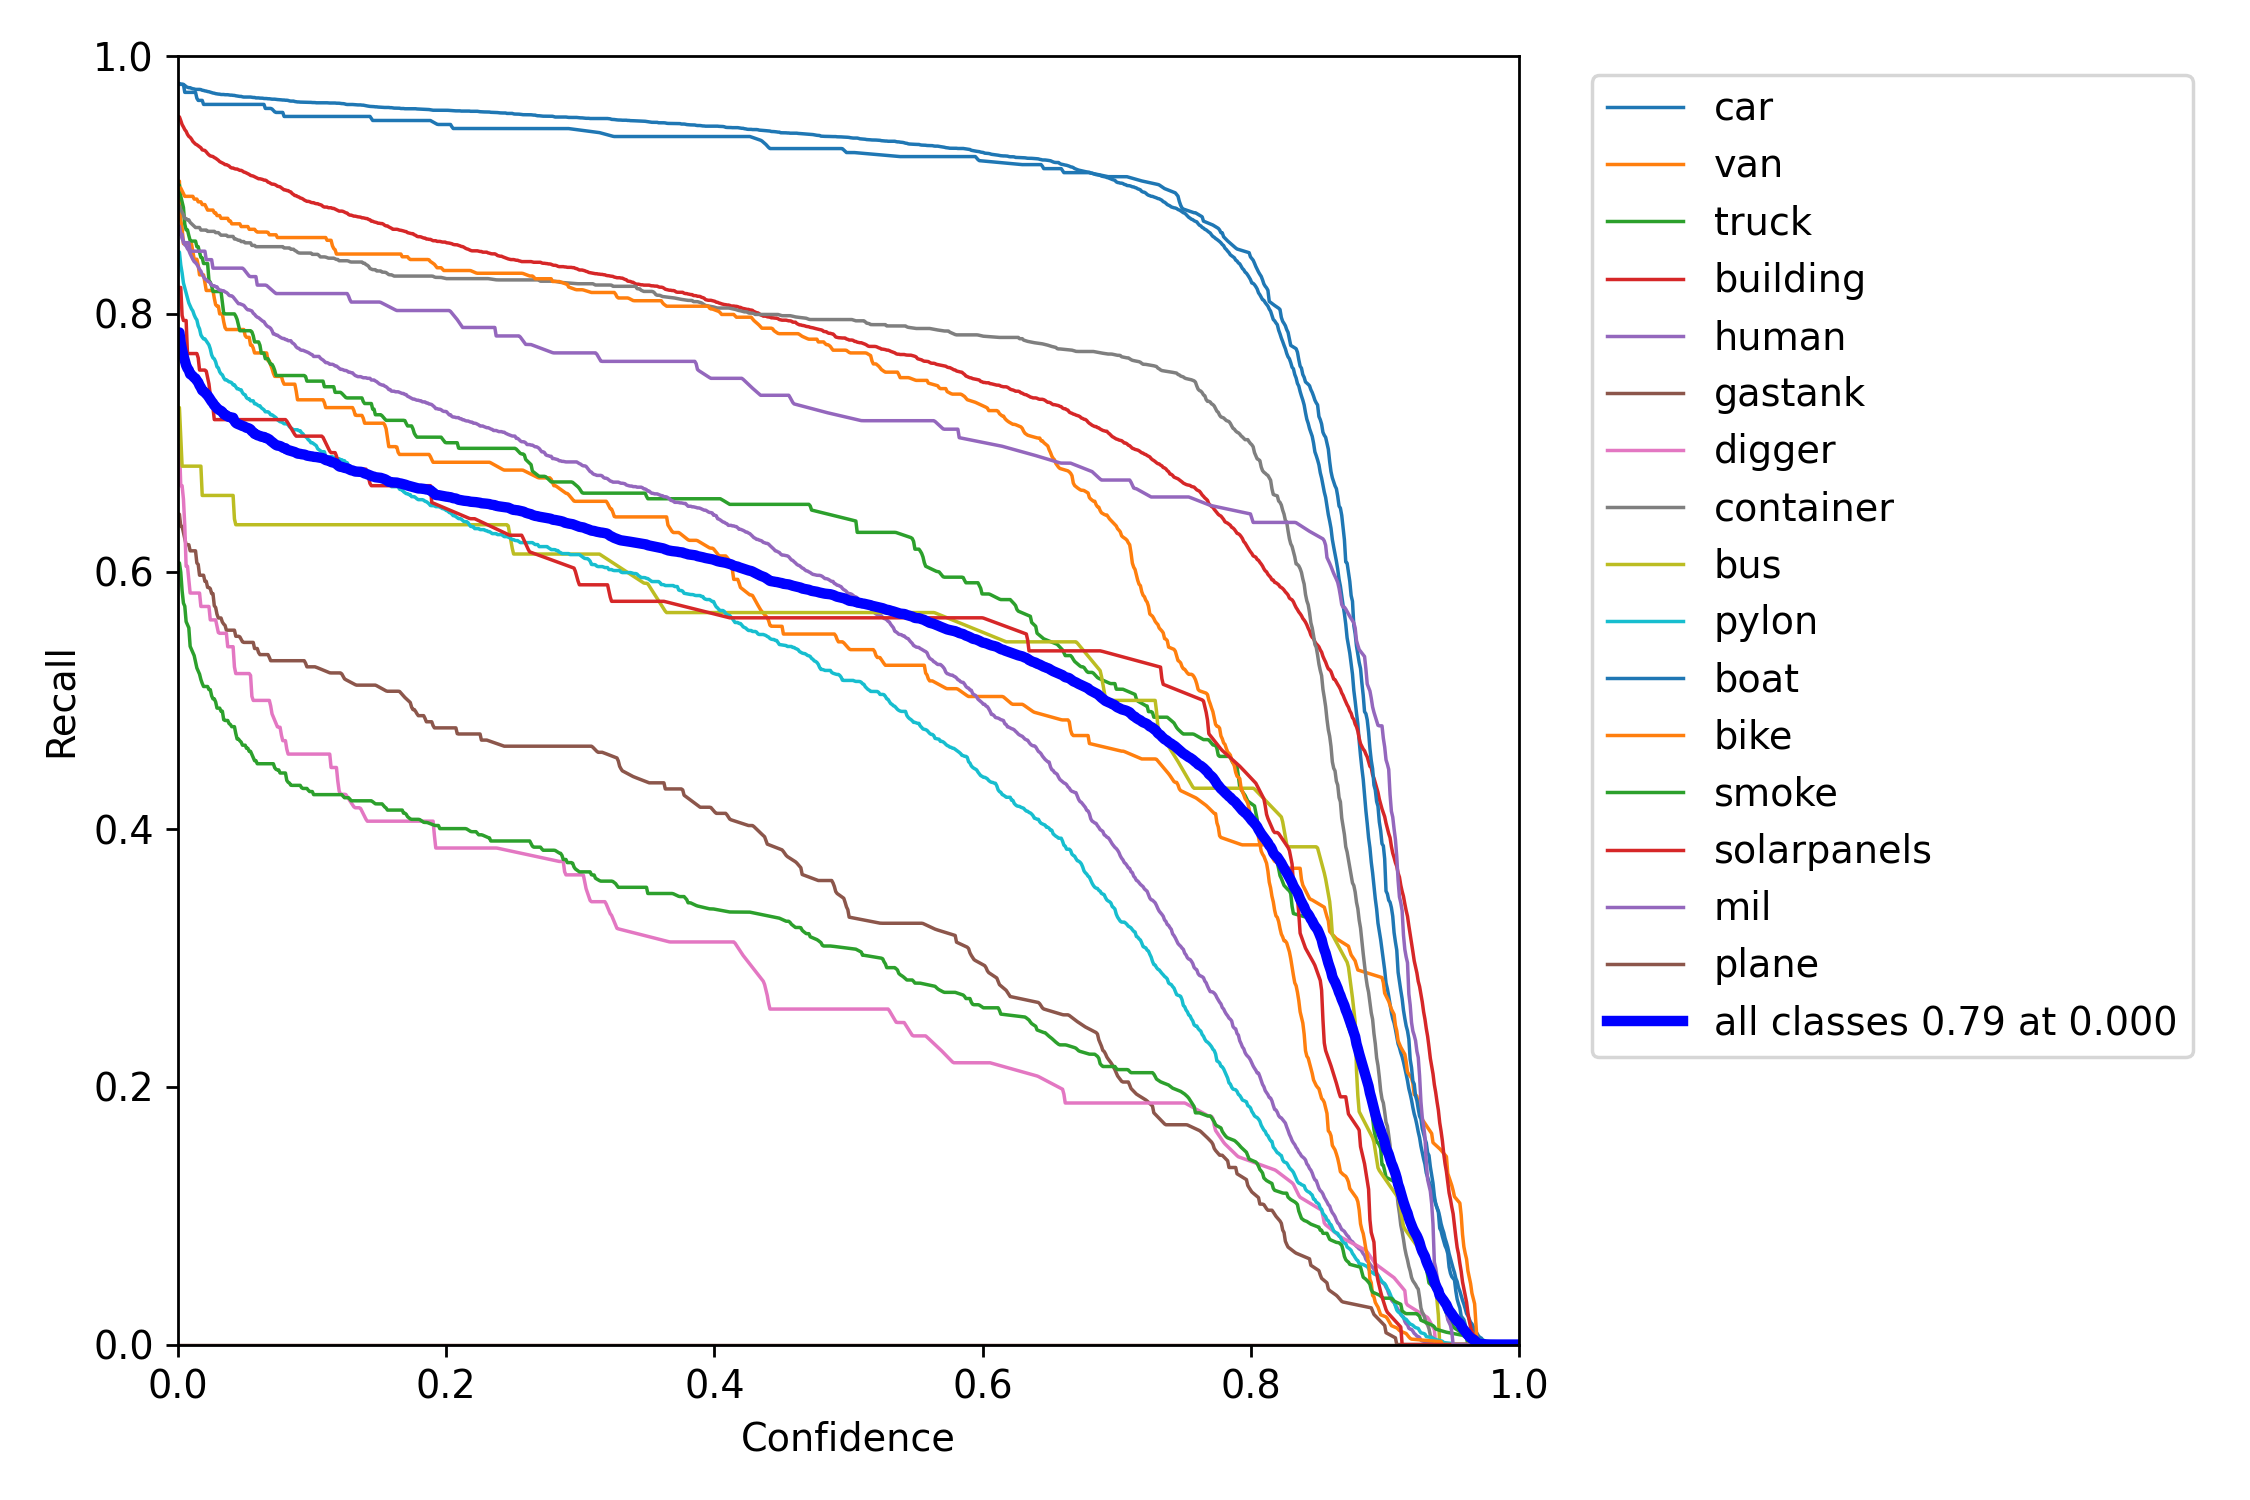 1.0
0.8
0.6
0.4
0.2
0.0
Recall
0.0 0.2 0.4 0.6 0.8 1.0
Confidence
car
van
truck
building
human
gastank
digger
container
bus
pylon
boat
bike
smoke
solarpanels
mil
plane
all classes 0.79 at 0.000